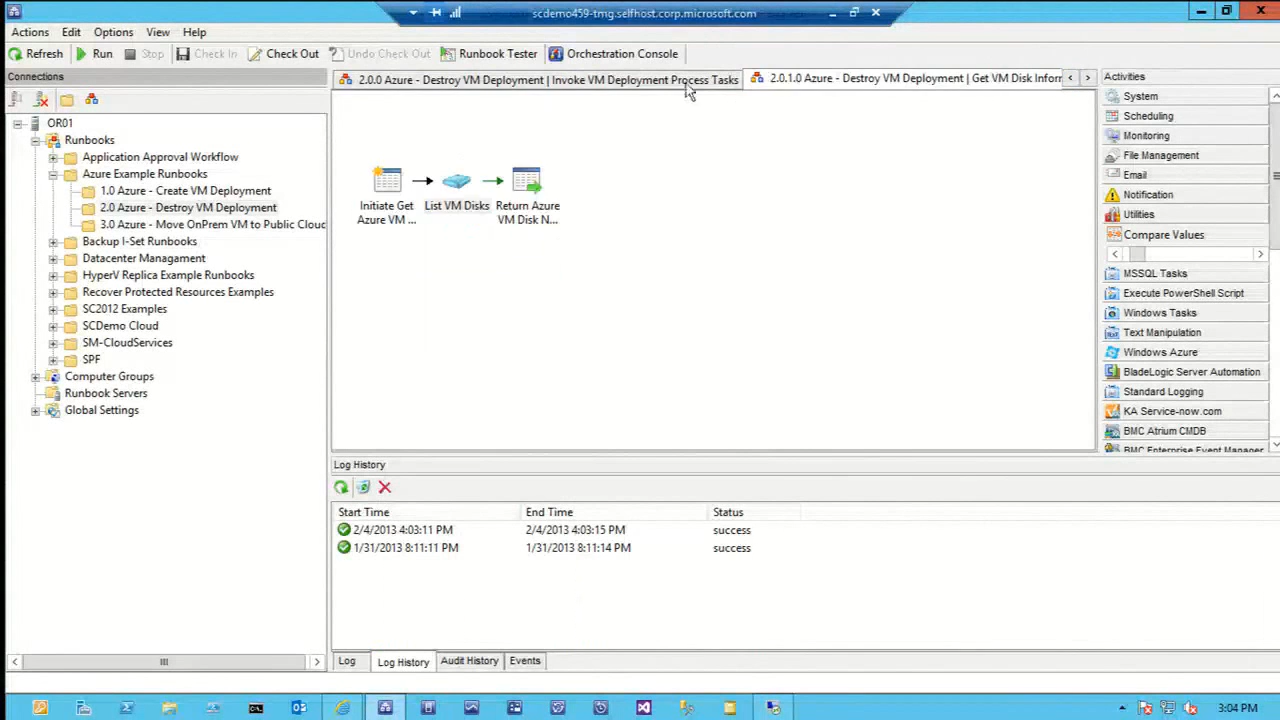 scdemo459-tmg.selfhost.corp.microsoft.com
Actions Edit Options View Help
Refresh Run Stop Check In Check Out Undo Check Out Runbook Tester Orchestration Console
Connections
OR01
Runbooks
Application Approval Workflow
Azure Example Runbooks
1.0 Azure - Create VM Deployment
2.0 Azure - Destroy VM Deployment
3.0 Azure - Move OnPrem VM to Public Cloud
Backup I-Set Runbooks
Datacenter Managament
HyperV Replica Example Runbooks
Recover Protected Resources Examples
SC2012 Examples
SCDemo Cloud
SM-CloudServices
SPF
Computer Groups
Runbook Servers
Global Settings
2.0.0 Azure - Destroy VM Deployment | Invoke VM Deployment Process Tasks
2.0.1.0 Azure - Destroy VM Deployment | Get VM Disk Inform
Initiate Get
Azure VM ...
List VM Disks
Return Azure
VM Disk N...
Log History
Start Time End Time Status
2/4/2013 4:03:11 PM 2/4/2013 4:03:15 PM success
1/31/2013 8:11:11 PM 1/31/2013 8:11:14 PM success
Log Log History Audit History Events
Activities
System
Scheduling
Monitoring
File Management
Email
Notification
Utilities
Compare Values
MSSQL Tasks
Execute PowerShell Script
Windows Tasks
Text Manipulation
Windows Azure
BladeLogic Server Automation
Standard Logging
KA Service-now.com
BMC Atrium CMDB
BMC Enterprise Event Manager
3:04 PM